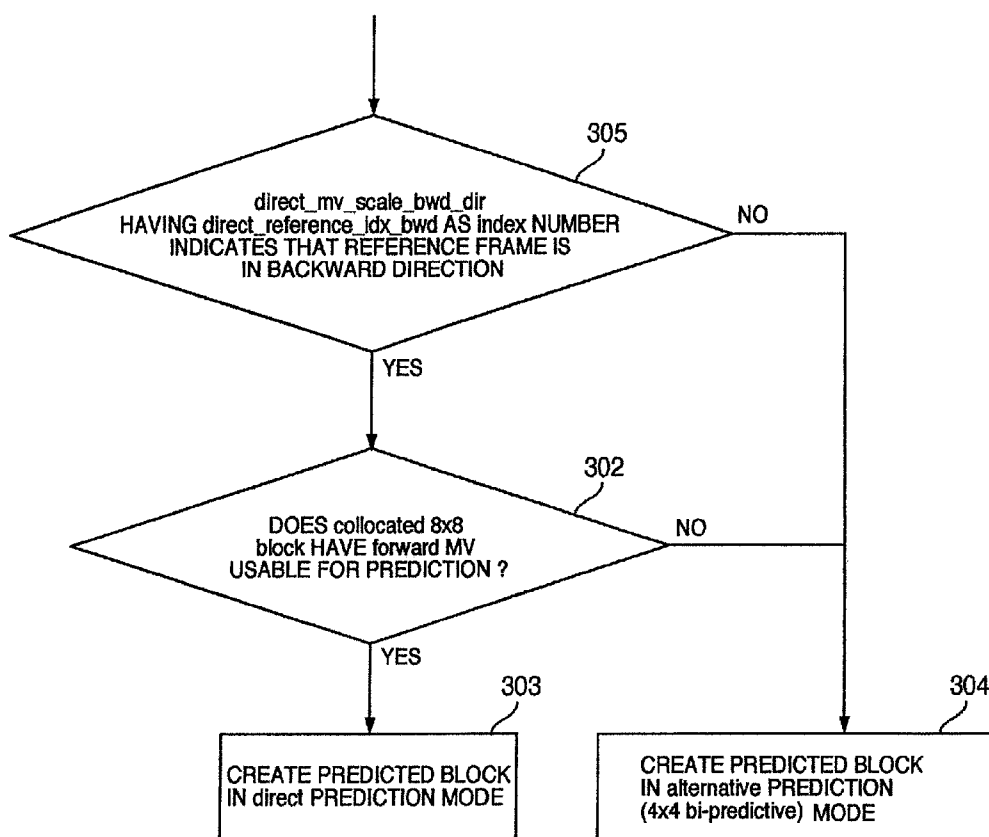 305
direct_mv_scale_bwd_dir
HAVING direct_reference_idx_bwd AS index NUMBER
INDICATES THAT REFERENCE FRAME IS
IN BACKWARD DIRECTION
NO
YES
302
DOES collocated 8x8
block HAVE forward MV
USABLE FOR PREDICTION ?
NO
YES
303
CREATE PREDICTED BLOCK
IN direct PREDICTION MODE
304
CREATE PREDICTED BLOCK
IN alternative PREDICTION
(4x4 bi-predictive) MODE